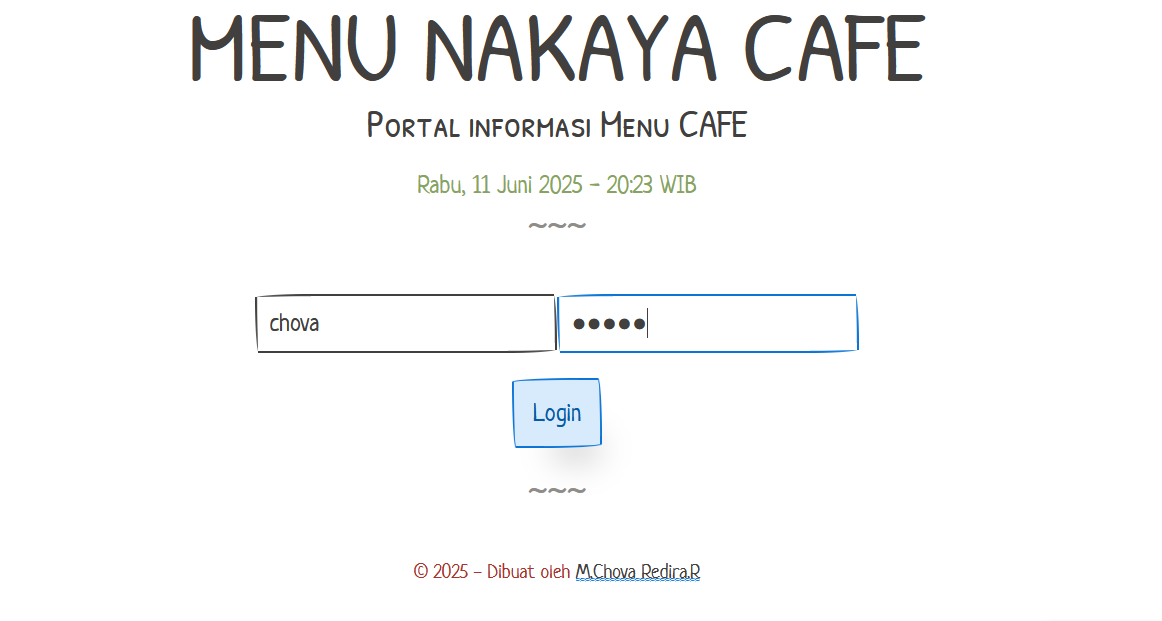 MENU NAKAYA CAFE
Portal informasi Menu CAFE
Rabu, 11 Juni 2025 - 20:23 WIB
~~~
chova •••••
Login
~~~
© 2025 - Dibuat oleh M.Chova Redira.R